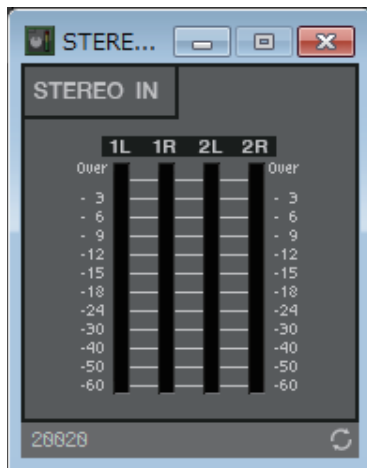 STERE...
STEREO IN
1L 1R 2L 2R
Over Over
- 3 - 3
- 6 - 6
- 9 - 9
-12 -12
-15 -15
-18 -18
-24 -24
-30 -30
-40 -40
-50 -50
-60 -60
20020